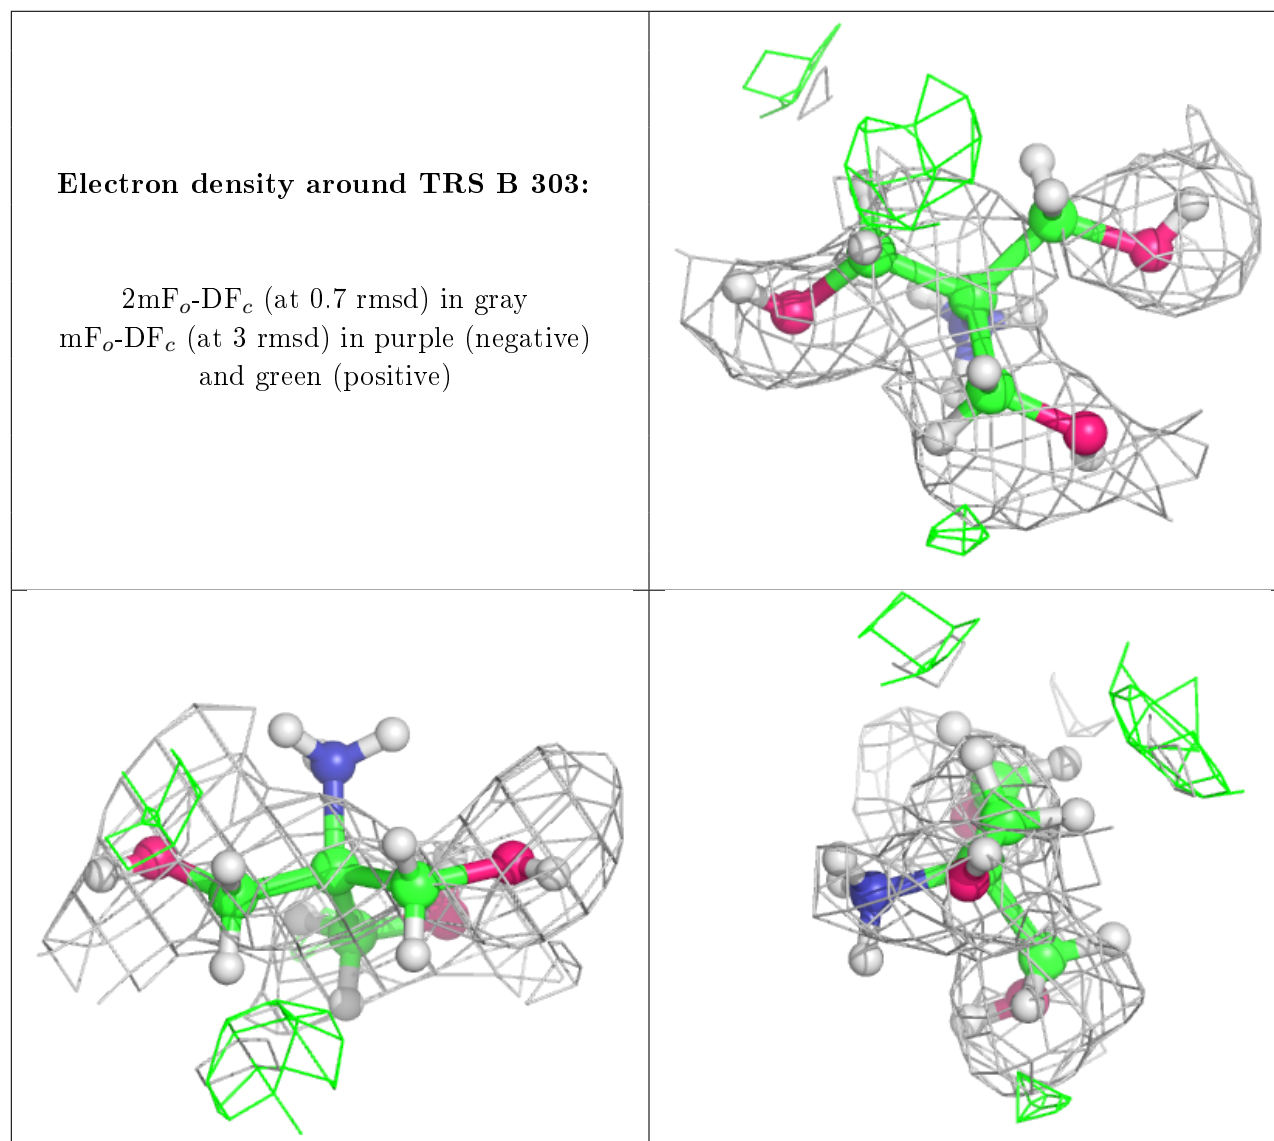 Electron density around TRS B 303:
2mFo-DFc (at 0.7 rmsd) in gray
mFo-DFc (at 3 rmsd) in purple (negative)
and green (positive)